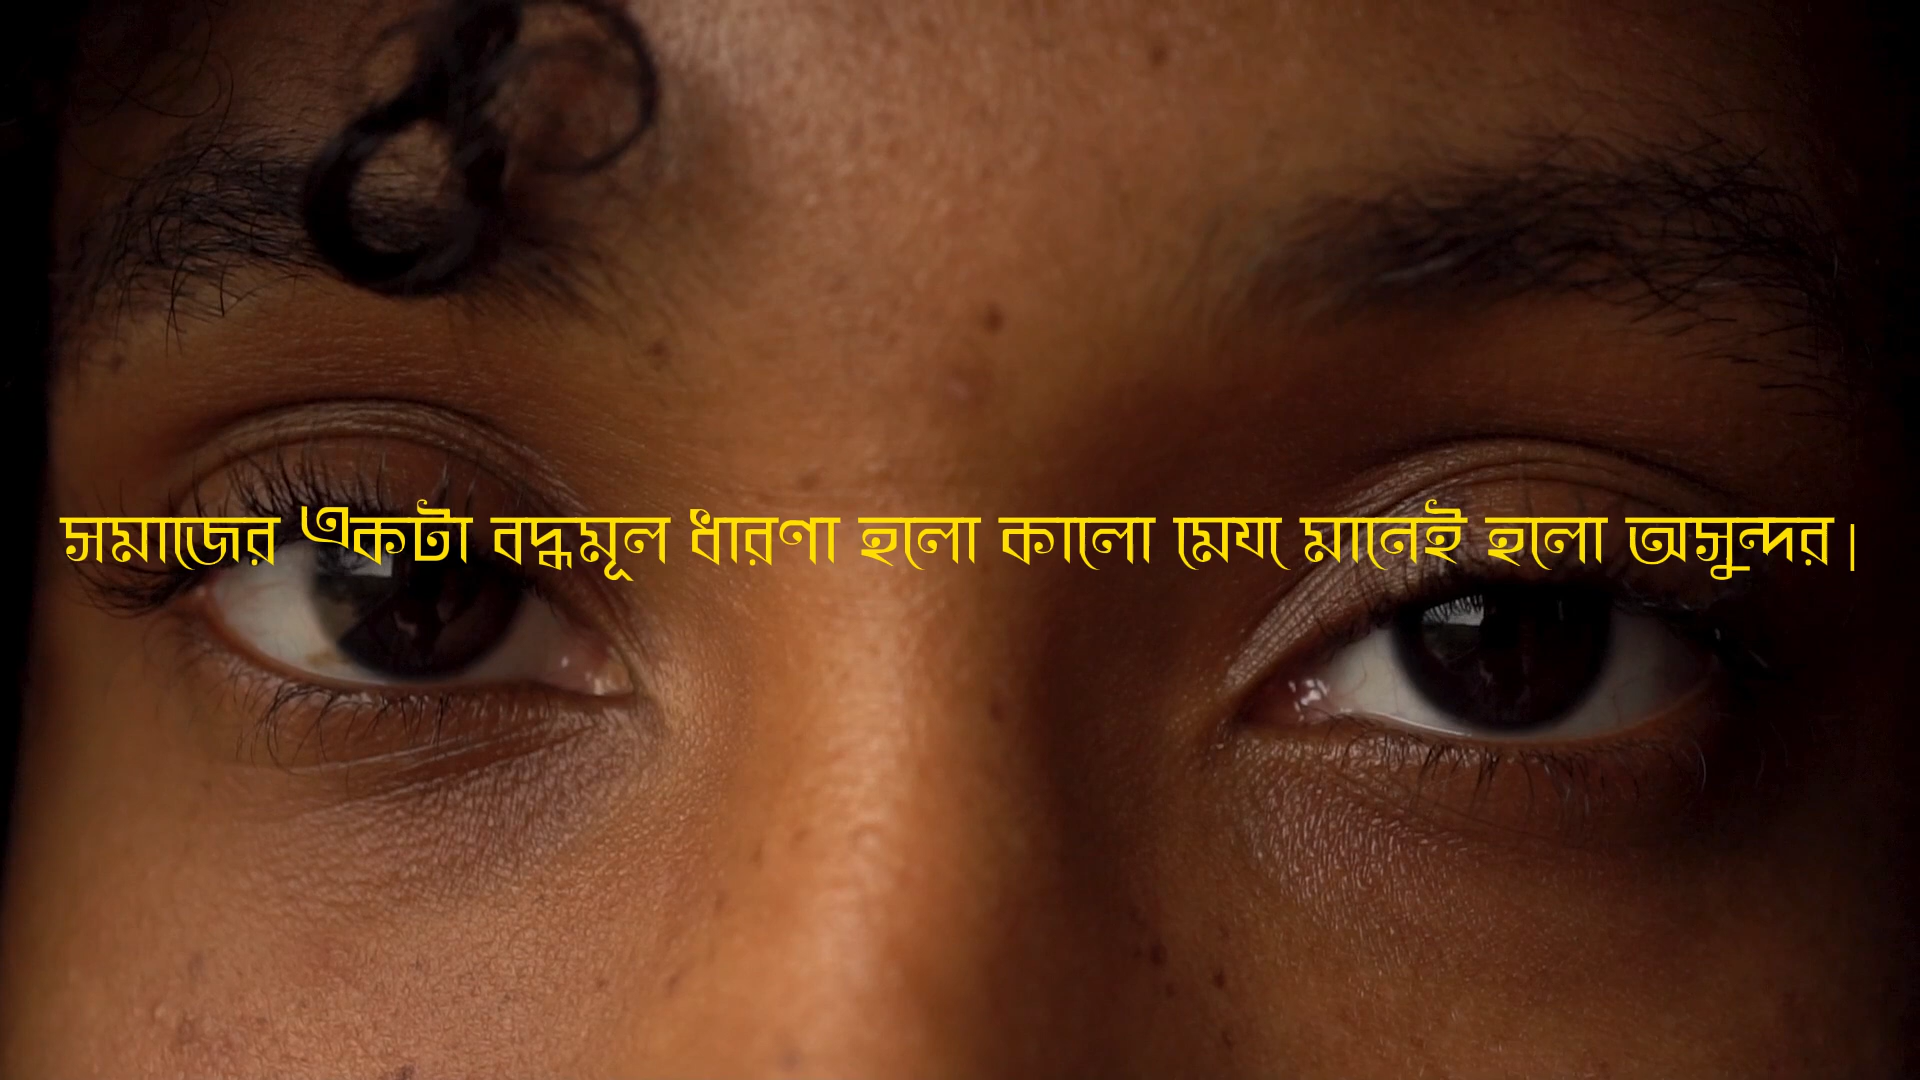 সমাজের একটা বদ্ধমূল ধারণা হলো কালো মেযে মানেই হলো অসুন্দর।